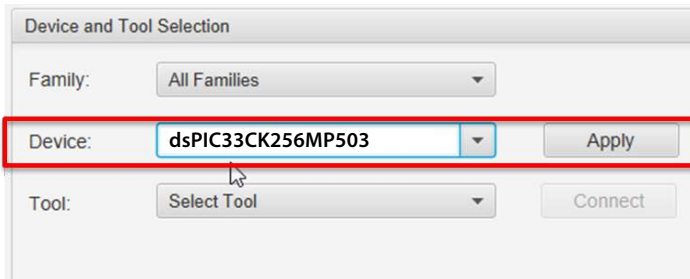 Device and Tool Selection
Family: All Families
Device: dsPIC33CK256MP503 Apply
Tool: Select Tool Connect